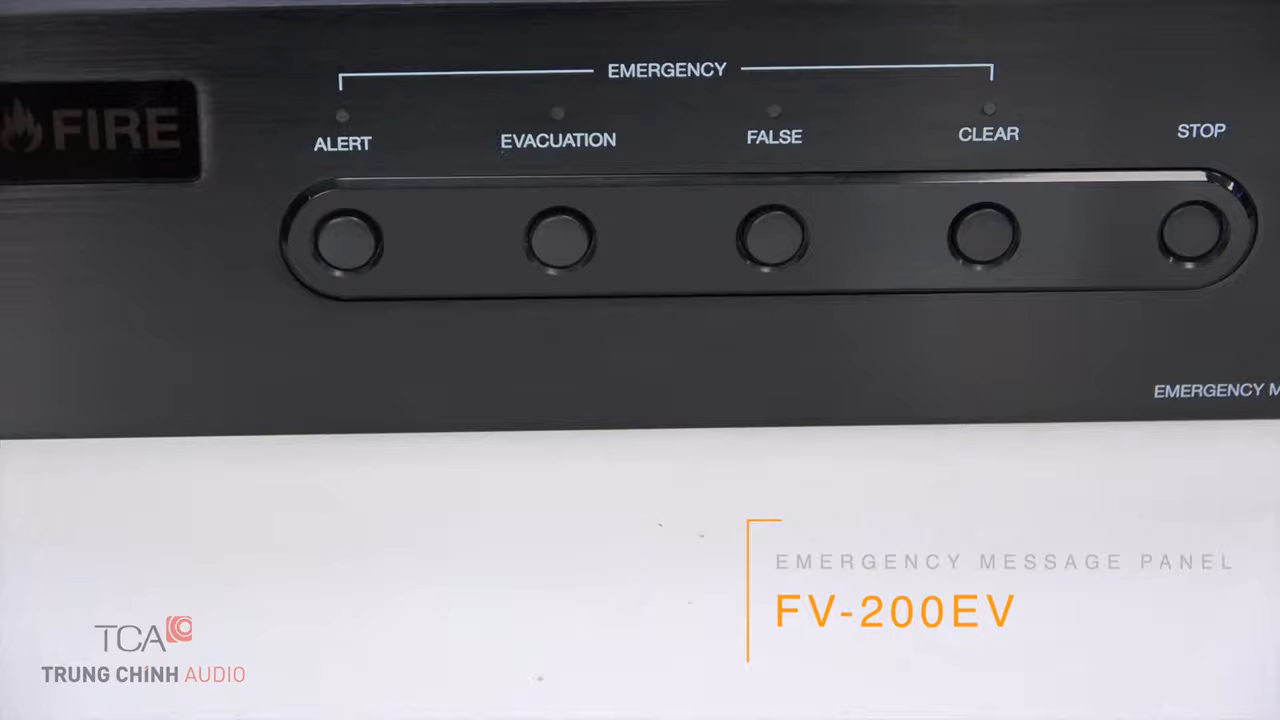 EMERGENCY
FIRE
ALERT
EVACUATION
FALSE
CLEAR
STOP
EMERGENCY M
EMERGENCY MESSAGE PANEL
FV-200EV
TCA
TRUNG CHÍNH AUDIO